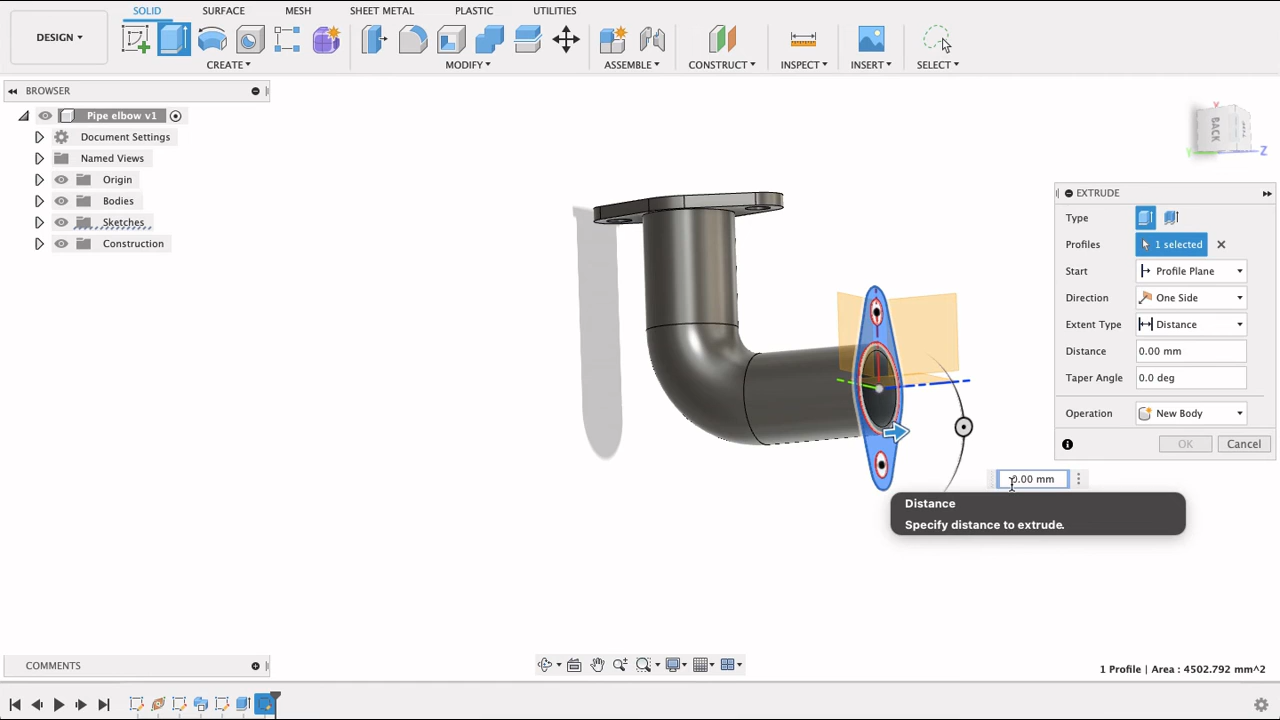 SOLID SURFACE MESH SHEET METAL PLASTIC UTILITIES
DESIGN
CREATE MODIFY ASSEMBLE CONSTRUCT INSPECT INSERT SELECT
BROWSER
Pipe elbow v1
Document Settings
Named Views
Origin
Bodies
Sketches
Construction
BACK
Z
EXTRUDE
Type
Profiles 1 selected
Start Profile Plane
Direction One Side
Extent Type Distance
Distance 0.00 mm
Taper Angle 0.0 deg
Operation New Body
OK Cancel
0.00 mm
Distance
Specify distance to extrude.
COMMENTS
1 Profile | Area : 4502.792 mm^2